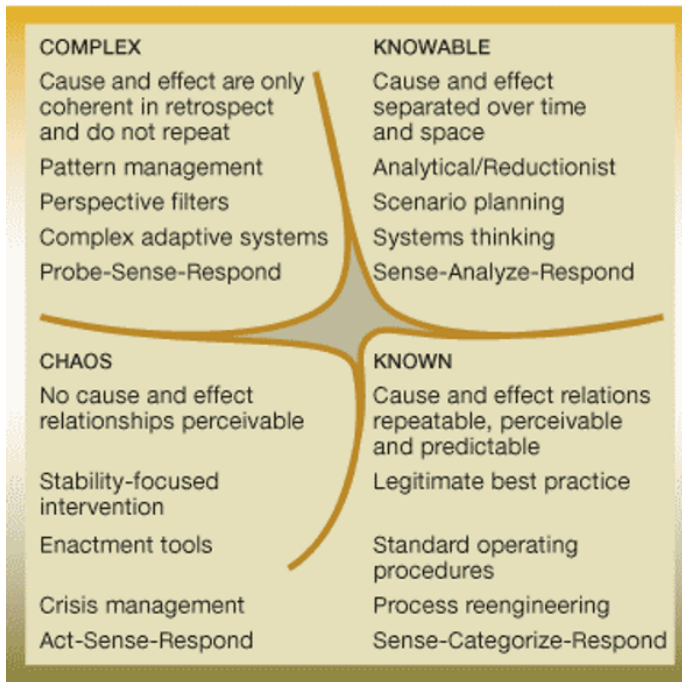 COMPLEX
Cause and effect are only
coherent in retrospect
and do not repeat
Pattern management
Perspective filters
Complex adaptive systems
Probe-Sense-Respond
KNOWABLE
Cause and effect
separated over time
and space
Analytical/Reductionist
Scenario planning
Systems thinking
Sense-Analyze-Respond
CHAOS
No cause and effect
relationships perceivable
Stability-focused
intervention
Enactment tools
Crisis management
Act-Sense-Respond
KNOWN
Cause and effect relations
repeatable, perceivable
and predictable
Legitimate best practice
Standard operating
procedures
Process reengineering
Sense-Categorize-Respond